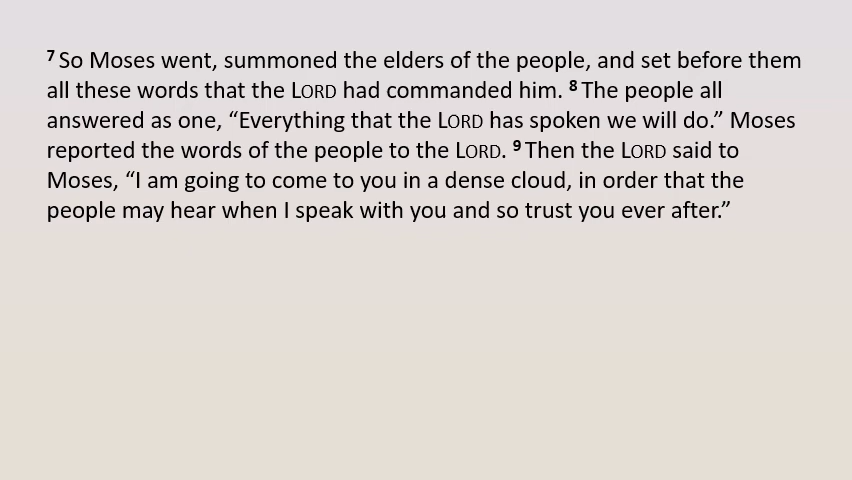 7 So Moses went, summoned the elders of the people, and set before them
all these words that the LORD had commanded him. 8 The people all
answered as one, “Everything that the LORD has spoken we will do.” Moses
reported the words of the people to the LORD. 9 Then the LORD said to
Moses, “I am going to come to you in a dense cloud, in order that the
people may hear when I speak with you and so trust you ever after.”